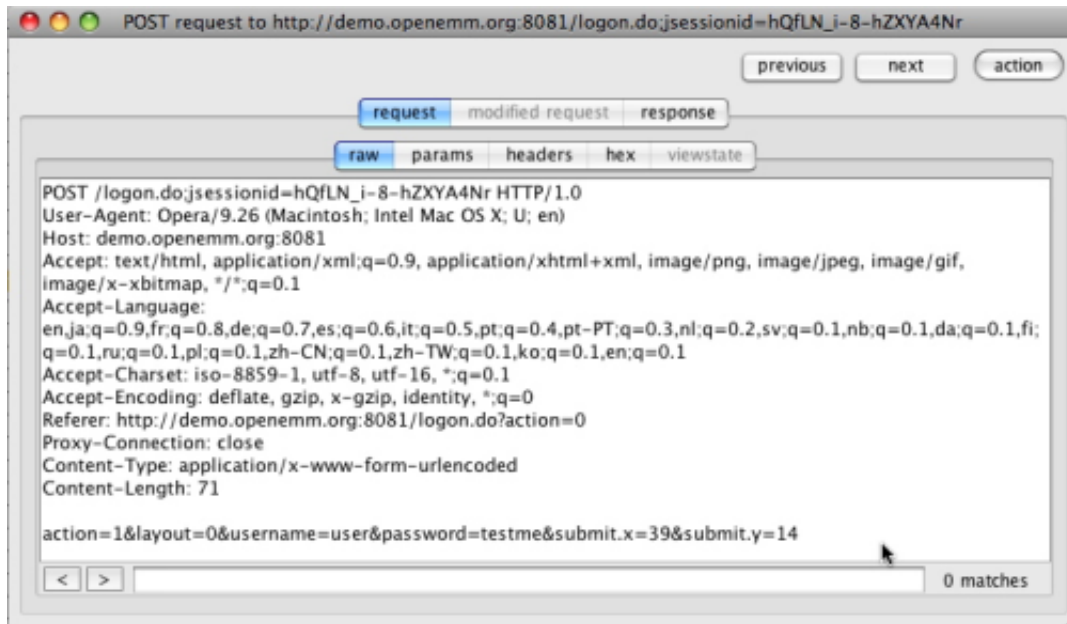 POST request to http://demo.openemm.org:8081/logon.do;jsessionid=hQfLN_i-8-hZXYA4Nr
previous next action
request modified request response
raw params headers hex viewstate
POST /logon.do;jsessionid=hQfLN_i-8-hZXYA4Nr HTTP/1.0
User-Agent: Opera/9.26 (Macintosh; Intel Mac OS X; U; en)
Host: demo.openemm.org:8081
Accept: text/html, application/xml;q=0.9, application/xhtml+xml, image/png, image/jpeg, image/gif,
image/x-xbitmap, */*;q=0.1
Accept-Language:
en,ja;q=0.9,fr;q=0.8,de;q=0.7,es;q=0.6,it;q=0.5,pt;q=0.4,pt-PT;q=0.3,nl;q=0.2,sv;q=0.1,nb;q=0.1,da;q=0.1,fi;
q=0.1,ru;q=0.1,pl;q=0.1,zh-CN;q=0.1,zh-TW;q=0.1,ko;q=0.1,en;q=0.1
Accept-Charset: iso-8859-1, utf-8, utf-16, *;q=0.1
Accept-Encoding: deflate, gzip, x-gzip, identity, *;q=0
Referer: http://demo.openemm.org:8081/logon.do?action=0
Proxy-Connection: close
Content-Type: application/x-www-form-urlencoded
Content-Length: 71
action=1&layout=0&username=user&password=testme&submit.x=39&submit.y=14
< > 0 matches